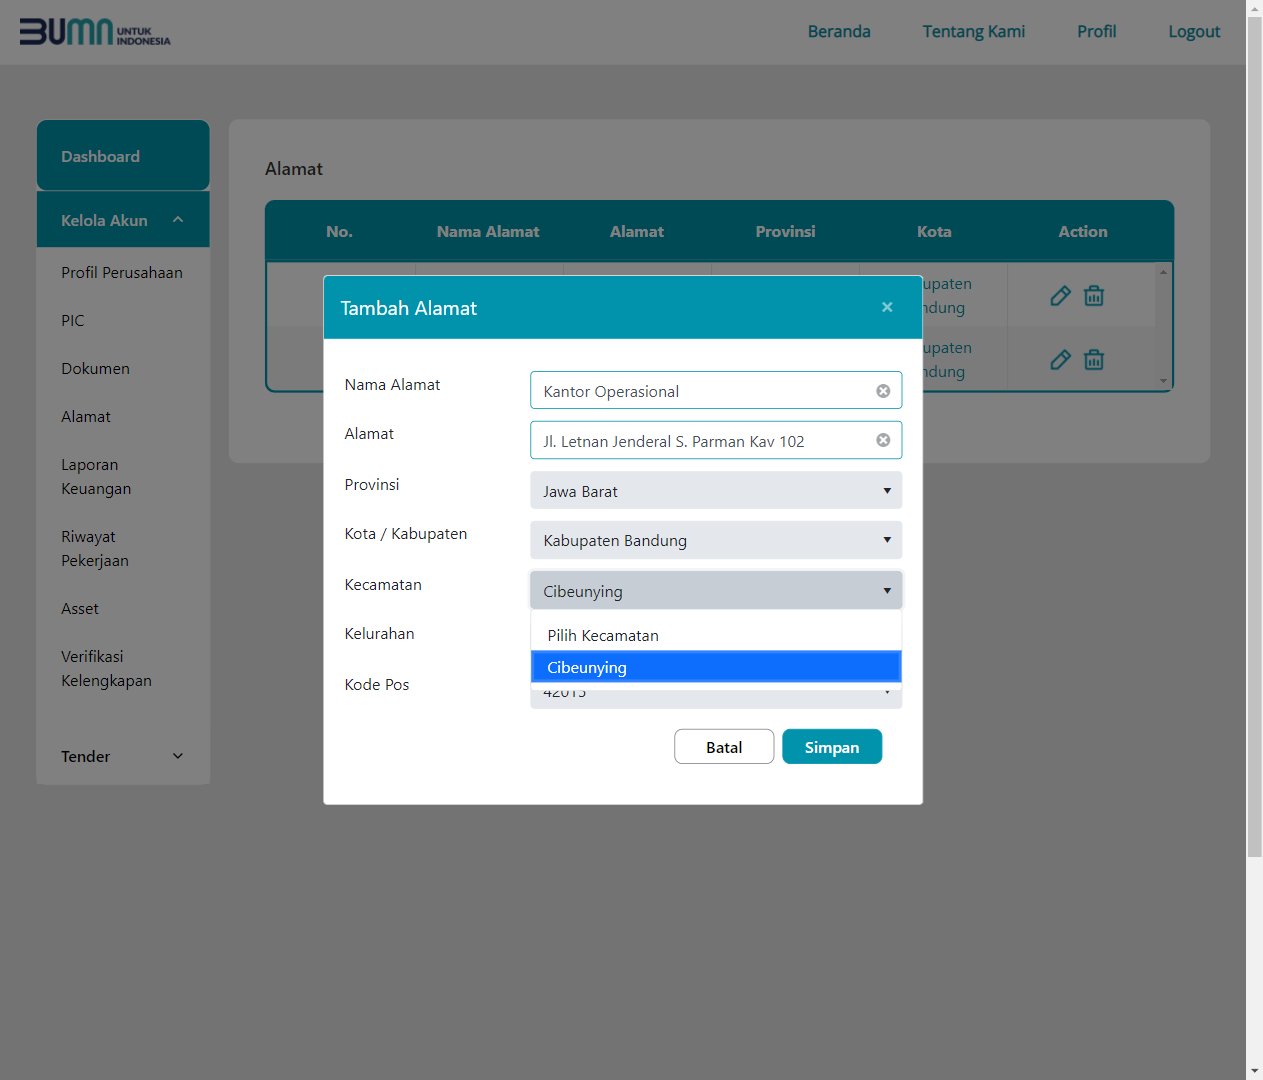 BUMN UNTUK INDONESIA
Beranda
Tentang Kami
Profil
Logout
Dashboard
Kelola Akun
Profil Perusahaan
PIC
Dokumen
Alamat
Laporan
Keuangan
Riwayat
Pekerjaan
Asset
Verifikasi
Kelengkapan
Tender
Alamat
No.
Nama Alamat
Alamat
Provinsi
Kota
Action
upaten
ndung
upaten
ndung
Tambah Alamat
Nama Alamat
Kantor Operasional
Alamat
Jl. Letnan Jenderal S. Parman Kav 102
Provinsi
Jawa Barat
Kota / Kabupaten
Kabupaten Bandung
Kecamatan
Cibeunying
Pilih Kecamatan
Cibeunying
Kelurahan
Kode Pos
42015
Batal
Simpan